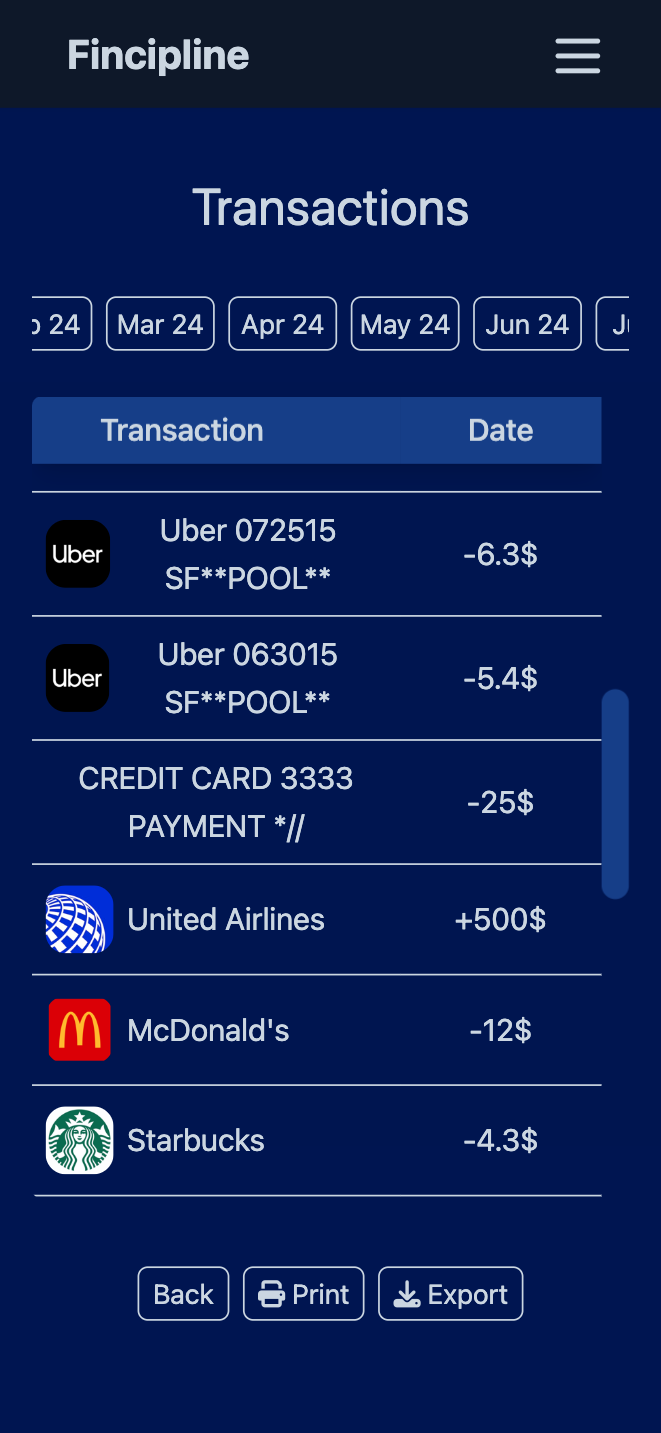 Fincipline
Transactions
24 Mar 24 Apr 24 May 24 Jun 24
Transaction Date
Uber Uber 072515
SF**POOL** -6.3$
Uber Uber 063015
SF**POOL** -5.4$
CREDIT CARD 3333
PAYMENT *// -25$
United Airlines +500$
McDonald's -12$
Starbucks -4.3$
Back Print Export